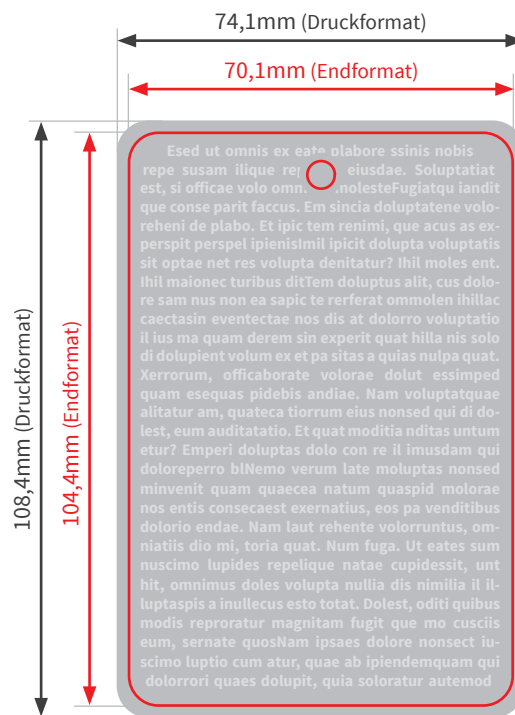 74,1mm (Druckformat)
70,1mm (Endformat)
108,4mm (Druckformat)
104,4mm (Endformat)
Esed ut omnis ex eate plabore ssinis nobis
repe susam ilique rep eiusdae. Soluptatiat
est, si officae volo omn molesteFugiatqu iandit
que conse parit faccus. Em sincia doluptatene volo-
reheni de plabo. Et ipic tem renimi, que acus as ex-
perspit perspel ipienisImil ipicit dolupta voluptatis
sit optae net res volupta denitatur? Ihil moles ent.
Ihil maionec turibus ditTem doluptus alit, cus dolo-
re sam nus non ea sapic te rerferat ommolen ihillac
caectasin eventectae nos dis at dolorro voluptatio
il ius ma quam derem sin experit quat hilla nis solo
di dolupient volum ex et pa sitas a quias nulpa quat.
Xerrorum, officaborate volorae dolut essimped
quam esequas pidebis andiae. Nam voluptatquae
alitatur am, quateca tiorrum eius nonsed qui di do-
lest, eum auditatatio. Et quat moditia nditas untum
etur? Emperi doluptas dolo con re il imusdam qui
doloreperro blNemo verum late moluptas nonsed
minvenit quam quaecea natum quaspid molorae
nos entis consecaest exernatius, eos pa venditibus
dolorio endae. Nam laut rehente volorruntus, om-
niatiis dio mi, toria quat. Num fuga. Ut eates sum
nuscimo lupides repelique natae cupidessit, unt
hit, omnimus doles volupta nullia dis nimilia il il-
luptaspis a inullecus esto totat. Dolest, oditi quibus
modis reproratur magnitam fugit que mo cusciis
eum, sernate quosNam ipsaes dolore nonsect iu-
scimo luptio cum atur, quae ab ipiendemquam qui
dolorrori quaes dolupit, quia soloratur autemod